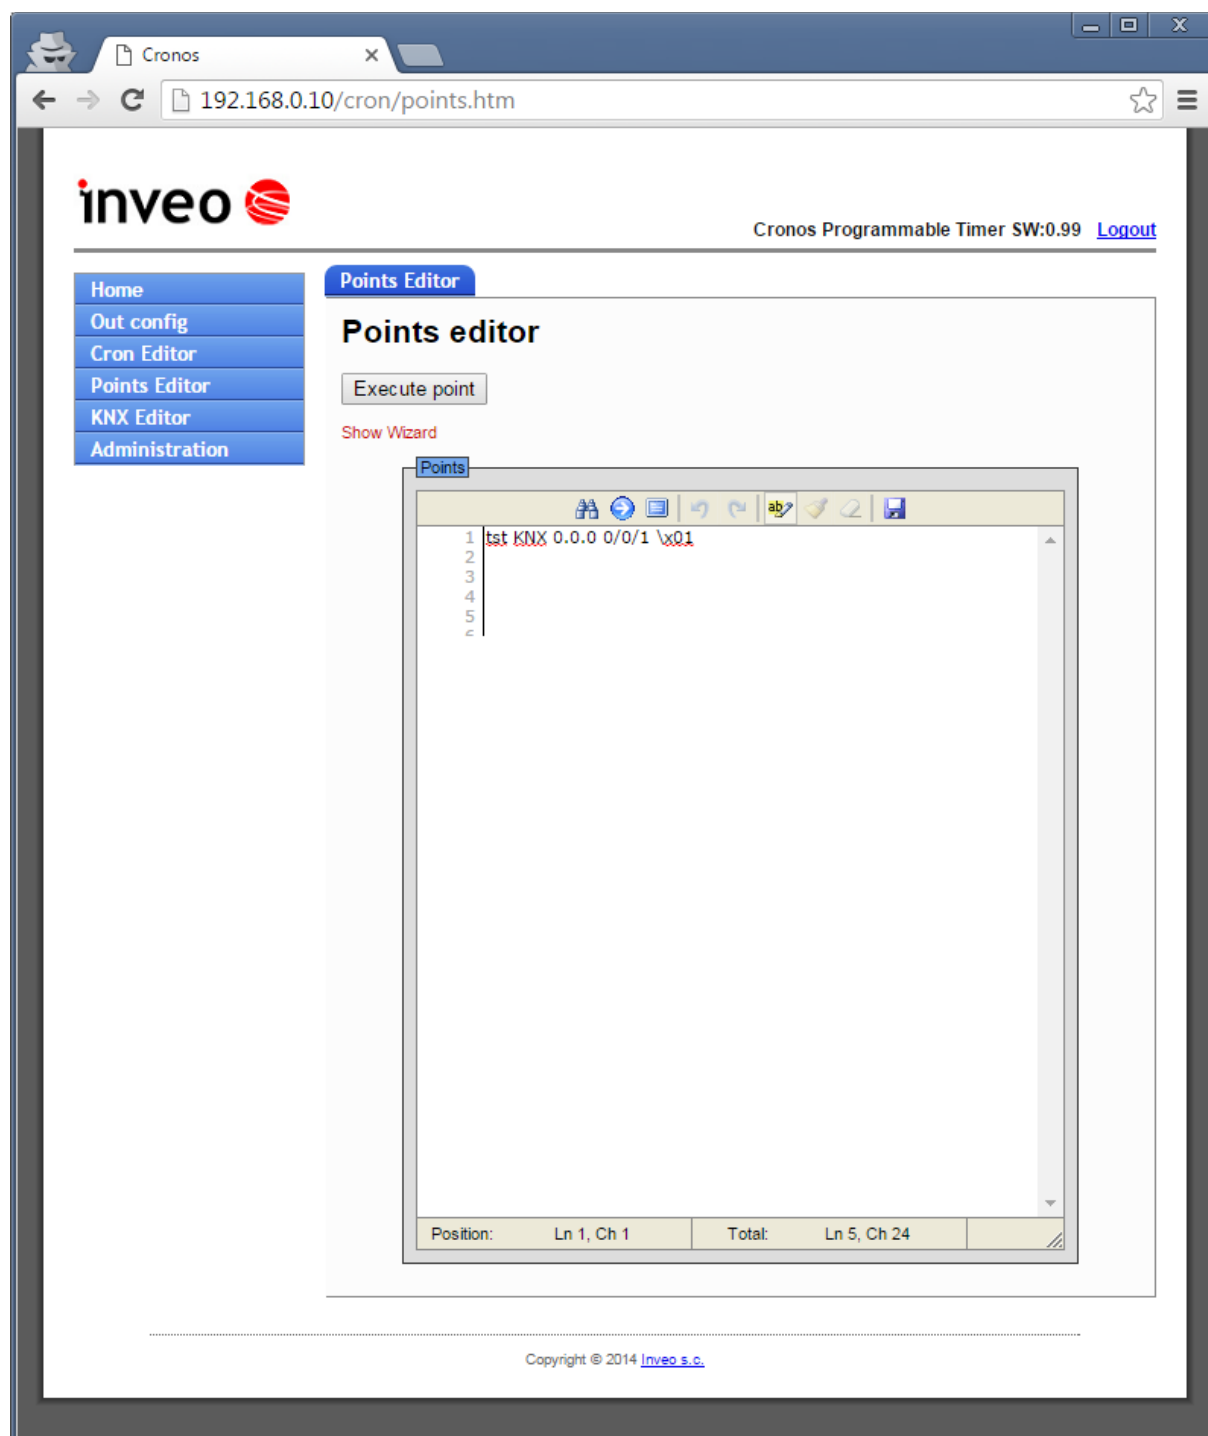 Cronos
192.168.0.10/cron/points.htm
inveo
Cronos Programmable Timer SW:0.99 Logout
Home
Out config
Cron Editor
Points Editor
KNX Editor
Administration
Points Editor
Points editor
Execute point
Show Wizard
Points
1 tst KNX 0.0.0 0/0/1 \x01
2
3
4
5
6
Position: Ln 1, Ch 1 Total: Ln 5, Ch 24
Copyright © 2014 Inveo s.c.